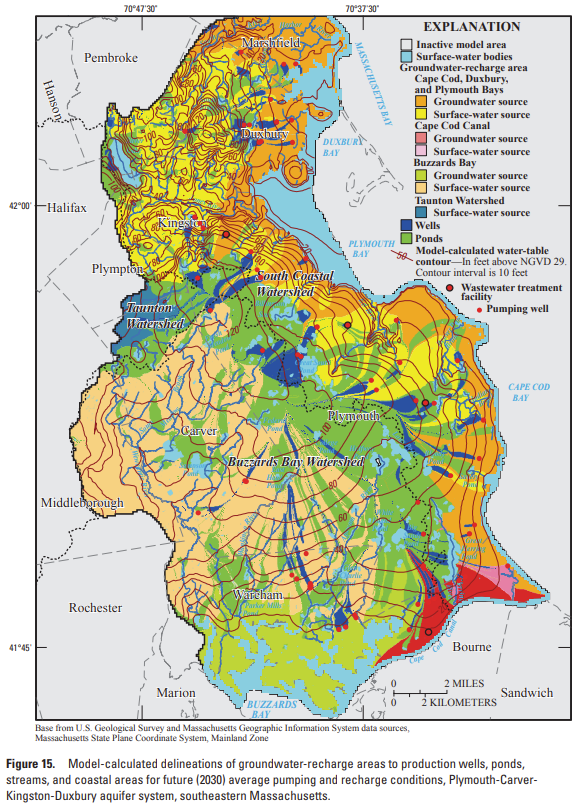 70°47'30"
70°37'30"
EXPLANATION
Inactive model area
Surface-water bodies
Groundwater-recharge area
Cape Cod, Duxbury,
and Plymouth Bays
Groundwater source
Surface-water source
Cape Cod Canal
Groundwater source
Surface-water source
Buzzards Bay
Groundwater source
Surface-water source
Taunton Watershed
Surface-water source
Wells
Ponds
50
Model-calculated water-table
contour—In feet above NGVD 29.
Contour interval is 10 feet
Wastewater treatment
facility
Pumping well
Pembroke
Marshfield
MASSACHUSETTS BAY
Hanson
Duxbury
DUXBURY
BAY
42°00'
Halifax
Kingston
PLYMOUTH
BAY
Plympton
South Coastal
Watershed
Taunton
Watershed
120
CAPE COD
BAY
Plymouth
Carver
100
Buzzards Bay Watershed
80
Middleborough
60
Wareham
Parker Mills
Rochester
41°45'
Cape Cod Canal
Bourne
Marion
BUZZARDS
BAY
Sandwich
0 2 MILES
0 2 KILOMETERS
Base from U.S. Geological Survey and Massachusetts Geographic Information System data sources,
Massachusetts State Plane Coordinate System, Mainland Zone
Figure 15. Model-calculated delineations of groundwater-recharge areas to production wells, ponds,
streams, and coastal areas for future (2030) average pumping and recharge conditions, Plymouth-Carver-
Kingston-Duxbury aquifer system, southeastern Massachusetts.